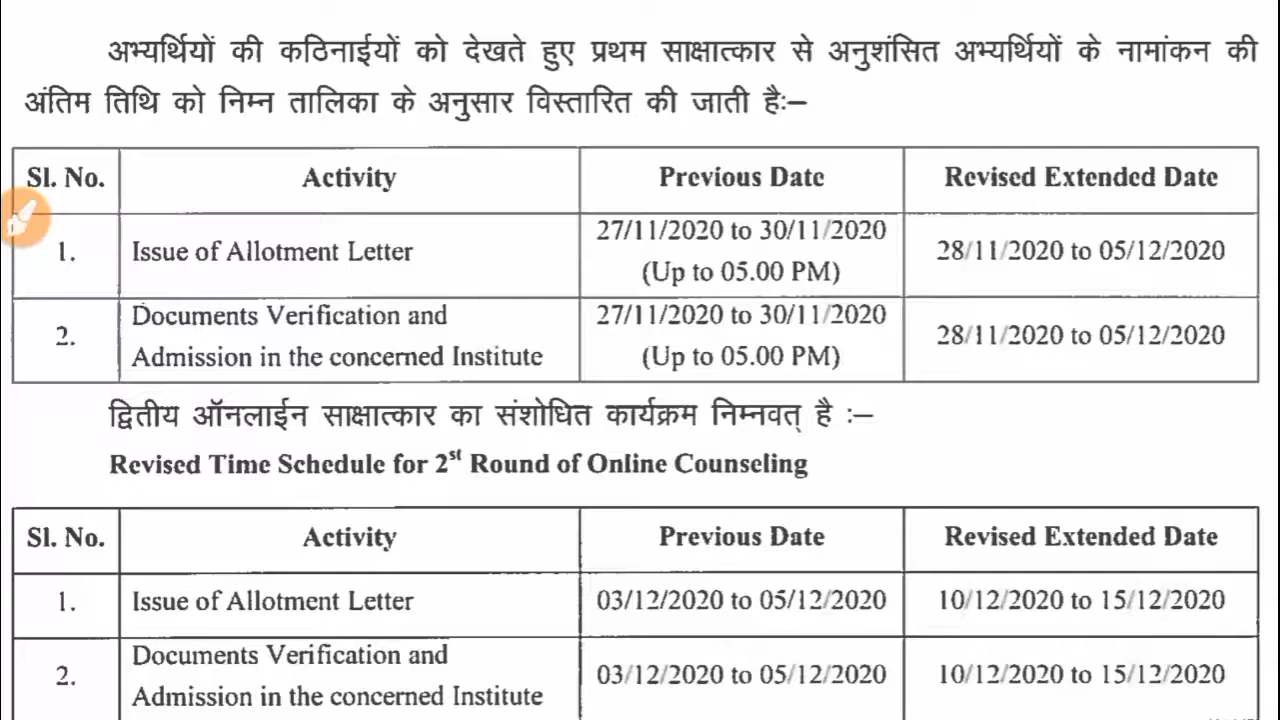 अभ्यर्थियों की कठिनाईयों को देखते हुए प्रथम साक्षात्कार से अनुशंसित अभ्यर्थियों के नामांकन की
अंतिम तिथि को निम्न तालिका के अनुसार विस्तारित की जाती हैः–
Sl. No. Activity Previous Date Revised Extended Date
1. Issue of Allotment Letter 27/11/2020 to 30/11/2020 (Up to 05.00 PM) 28/11/2020 to 05/12/2020
2. Documents Verification and Admission in the concerned Institute 27/11/2020 to 30/11/2020 (Up to 05.00 PM) 28/11/2020 to 05/12/2020
द्वितीय ऑनलाईन साक्षात्कार का संशोधित कार्यक्रम निम्नवत् है :–
Revised Time Schedule for 2st Round of Online Counseling
Sl. No. Activity Previous Date Revised Extended Date
1. Issue of Allotment Letter 03/12/2020 to 05/12/2020 10/12/2020 to 15/12/2020
2. Documents Verification and Admission in the concerned Institute 03/12/2020 to 05/12/2020 10/12/2020 to 15/12/2020